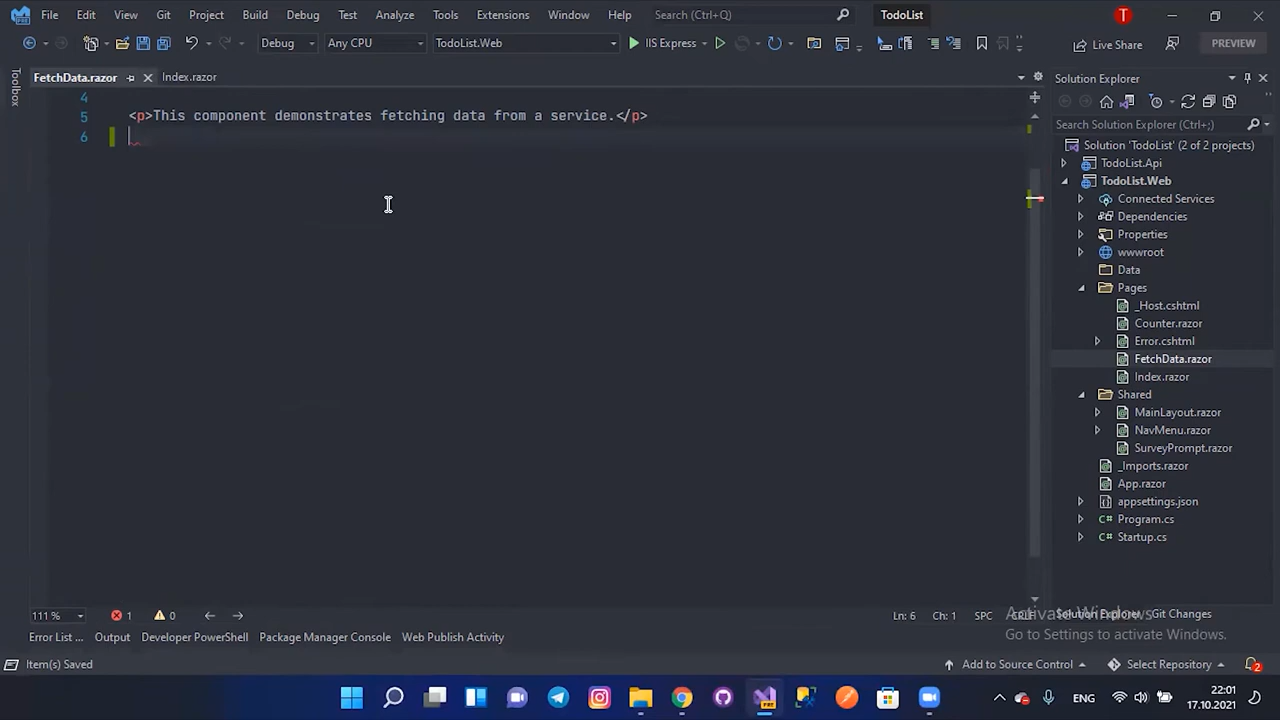 File Edit View Git Project Build Debug Test Analyze Tools Extensions Window Help Search (Ctrl+Q) TodoList T
Debug Any CPU TodoList.Web IIS Express Live Share PREVIEW
Toolbox
FetchData.razor Index.razor
4
5 <p>This component demonstrates fetching data from a service.</p>
6
Solution Explorer
Search Solution Explorer (Ctrl+;)
Solution 'TodoList' (2 of 2 projects)
TodoList.Api
TodoList.Web
Connected Services
Dependencies
Properties
wwwroot
Data
Pages
_Host.cshtml
Counter.razor
Error.cshtml
FetchData.razor
Index.razor
Shared
MainLayout.razor
NavMenu.razor
SurveyPrompt.razor
_Imports.razor
App.razor
appsettings.json
C# Program.cs
C# Startup.cs
111 % 1 0 Ln: 6 Ch: 1 SPC CRLF
Solution Explorer Git Changes
Activate Windows
Go to Settings to activate Windows.
Error List ... Output Developer PowerShell Package Manager Console Web Publish Activity
Item(s) Saved Add to Source Control Select Repository 2
PRE ENG 22:01
17.10.2021